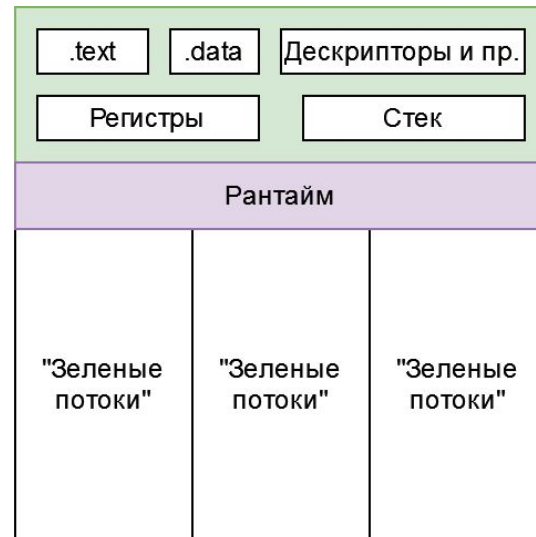 .text
.data
Дескрипторы и пр.
Регистры
Стек
Рантайм
"Зеленые
потоки"
"Зеленые
потоки"
"Зеленые
потоки"